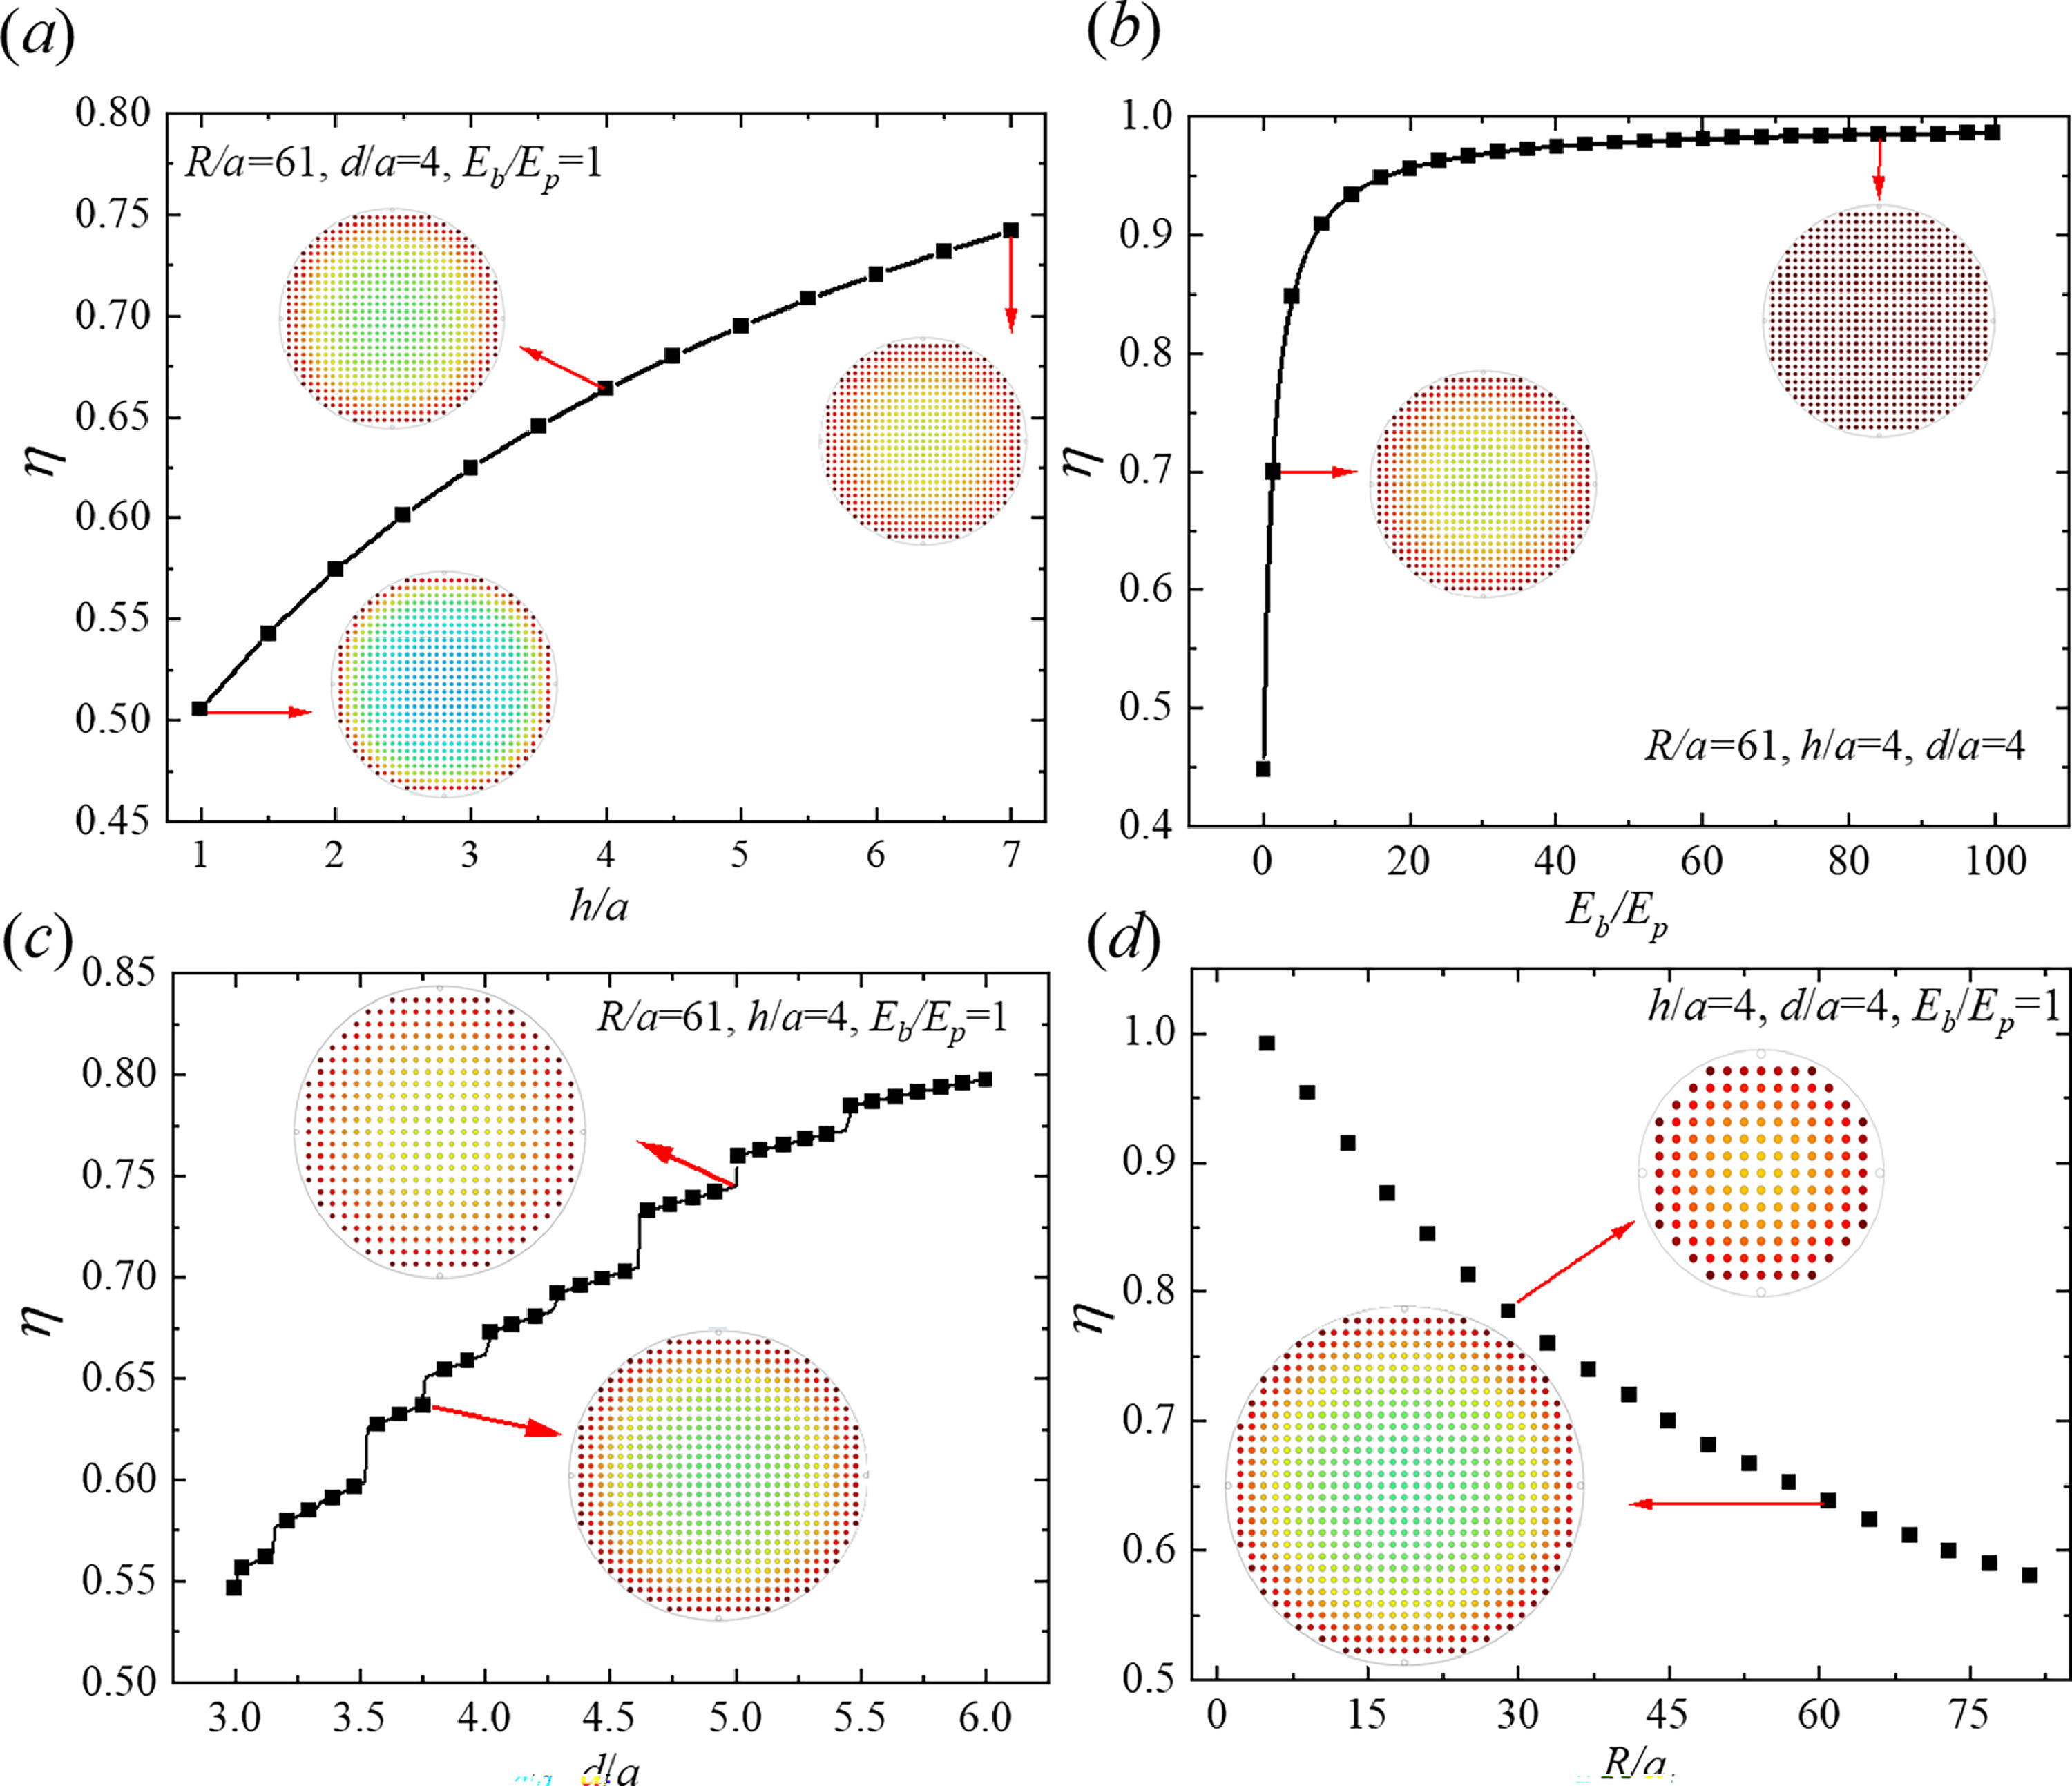 (a)
0.80
0.75
0.70
0.65
0.60
0.55
0.50
0.45
η
R/a=61, d/a=4, E_b/E_p=1
1 2 3 4 5 6 7
h/a
(b)
1.0
0.9
0.8
0.7
0.6
0.5
0.4
η
R/a=61, h/a=4, d/a=4
0 20 40 60 80 100
E_b/E_p
(c)
0.85
0.80
0.75
0.70
0.65
0.60
0.55
0.50
η
R/a=61, h/a=4, E_b/E_p=1
3.0 3.5 4.0 4.5 5.0 5.5 6.0
d/a
(d)
1.0
0.9
0.8
0.7
0.6
0.5
η
h/a=4, d/a=4, E_b/E_p=1
0 15 30 45 60 75
R/a